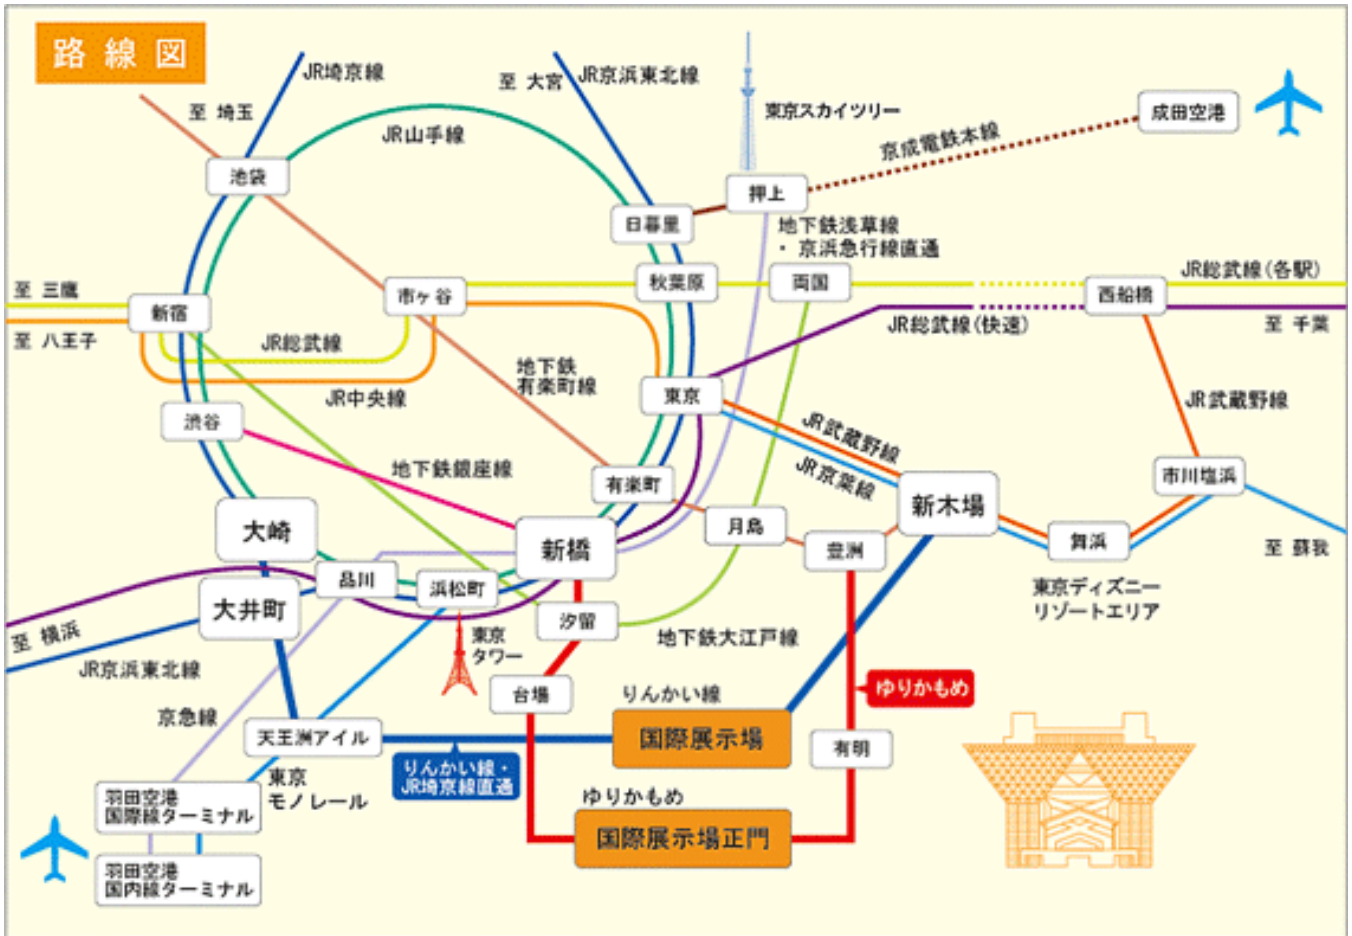 路線図
JR埼京線
至 大宮
JR京浜東北線
至 埼玉
JR山手線
東京スカイツリー
成田空港
京成電鉄本線
池袋
押上
日暮里
地下鉄浅草線
・京浜急行線直通
至 三鷹
新宿
市ヶ谷
秋葉原
両国
西船橋
JR総武線(各駅)
至 八王子
JR総武線
JR総武線(快速)
至 千葉
JR中央線
地下鉄
有楽町線
東京
JR武蔵野線
渋谷
JR武蔵野線
JR京葉線
地下鉄銀座線
有楽町
新木場
市川塩浜
大崎
新橋
月島
豊洲
舞浜
至 蘇我
品川
浜松町
東京ディズニー
リゾートエリア
大井町
汐留
至 横浜
東京
タワー
地下鉄大江戸線
JR京浜東北線
台場
りんかい線
ゆりかもめ
京急線
天王洲アイル
国際展示場
有明
りんかい線・
JR埼京線直通
東京
モノレール
羽田空港
国際線ターミナル
ゆりかもめ
国際展示場正門
羽田空港
国内線ターミナル